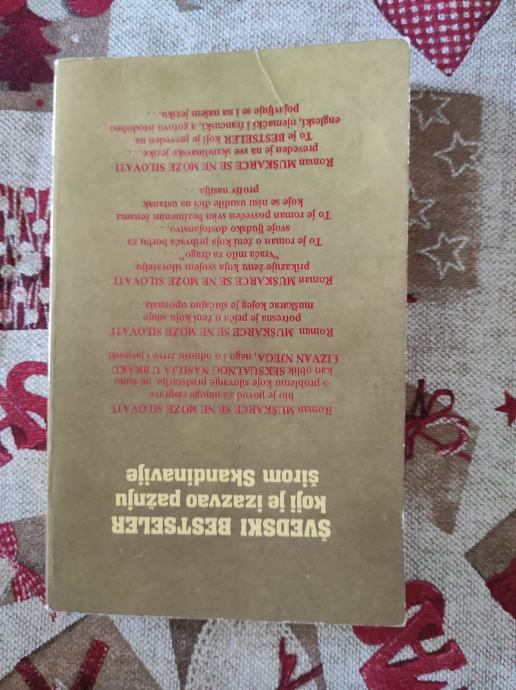 ŠVEDSKI BESTSELER
koji je izazvao pažnju
širom Skandinavije
Roman MUŠKARCE SE NE MOŽE SILOVATI
bio je povod za mnoge rasprave
o problemu koji silovanje predstavlja, ne samo
kao oblik SEKSUALNOG NASILJA U BRAKU
I IZVAN NJEGA, nego i o odnosu žrtve i javnosti.
Roman MUŠKARCE SE NE MOŽE SILOVATI
potresna je priča o ženi koju siluje
muškarac kojeg je slučajno upoznala. . .
Roman MUŠKARCE SE NE MOŽE SILOVATI
prikazuje ženu koja svojem silovatelju
"vraća milo za drago". . .
To je roman o ženi koja prihvaća borbu za
svoje ljudsko dostojanstvo. . .
To je roman posvećen svim bezimenim ženama
koje se nisu usudile dići na ustanak
protiv nasilja. . .
Roman MUŠKARCE SE NE MOŽE SILOVATI
preveden je na sve skandinavske jezike. . .
To je BESTSELER koji je preveden na
engleski, njemački i francuski, a gotovo istodobno
pojavljuje se i na našem jeziku. . .